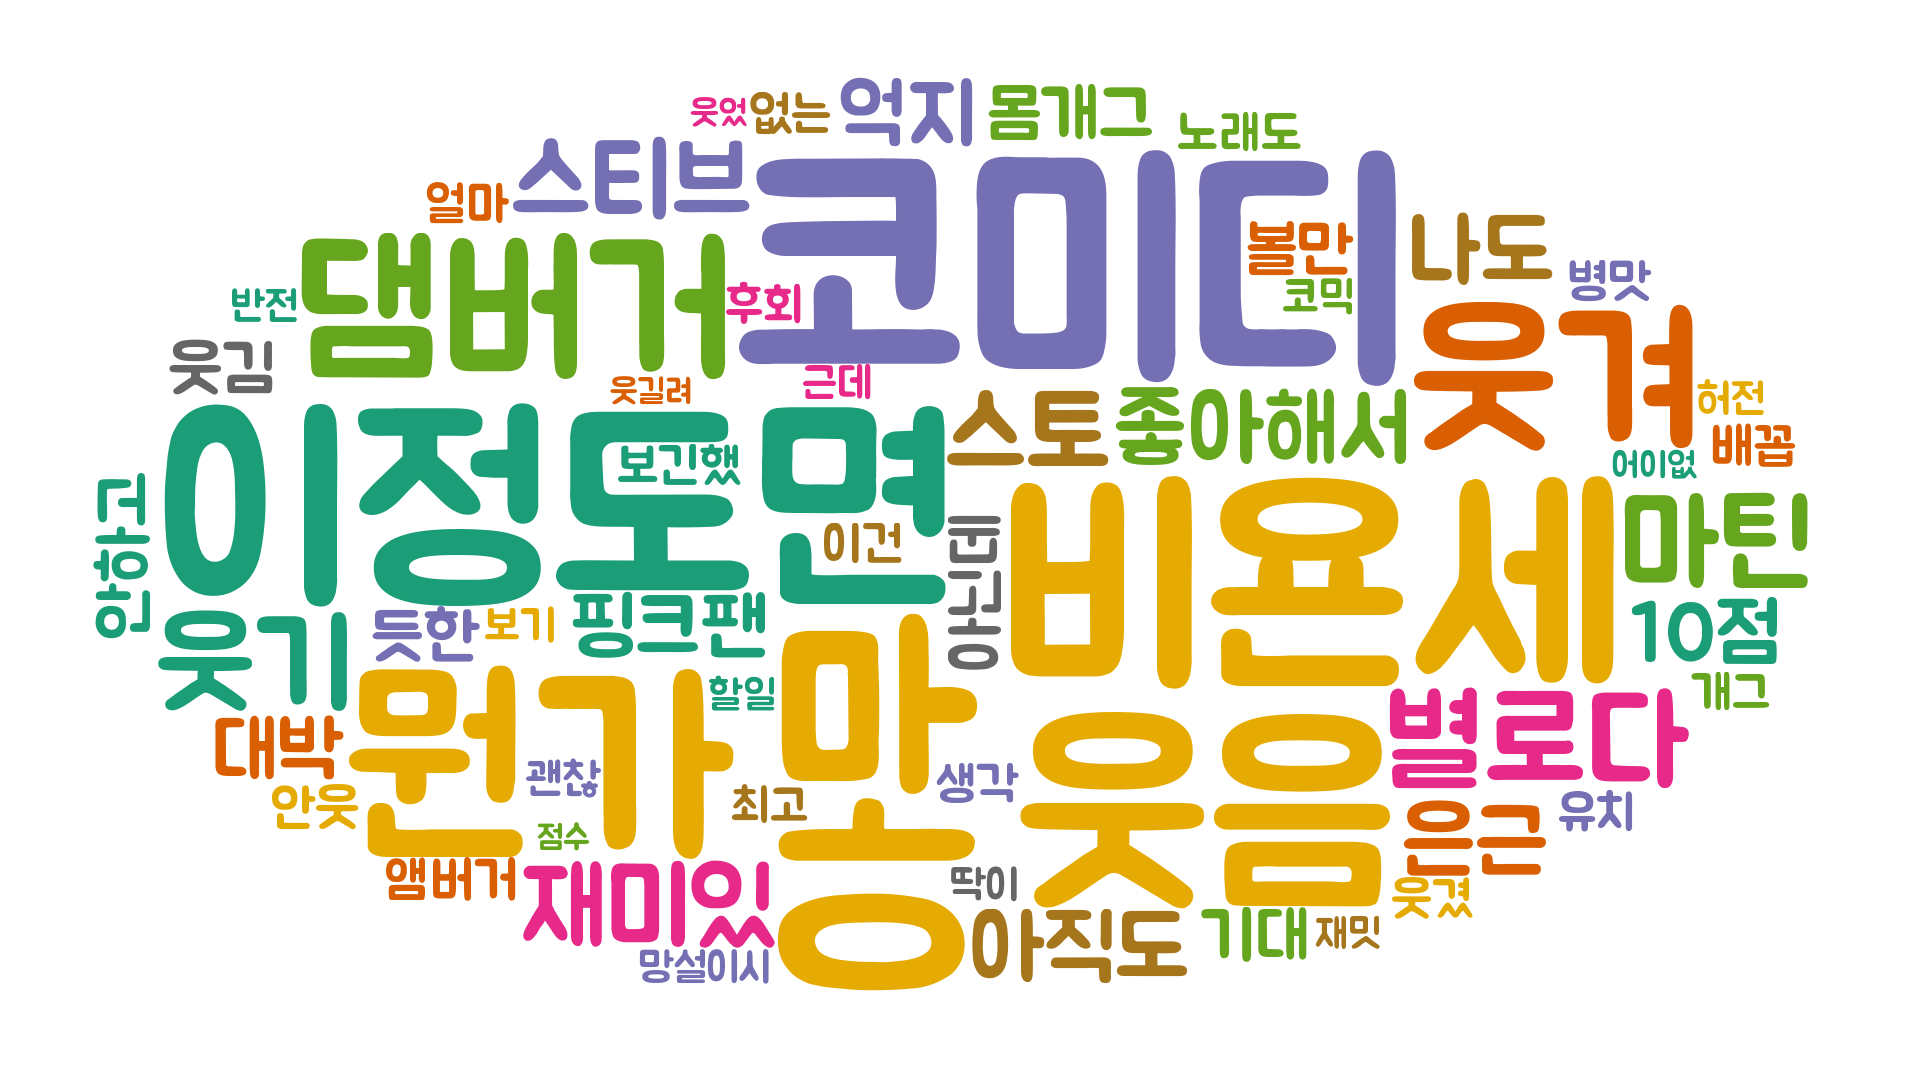 웃었
없는
억지
몸개그
노래도
스티브
코미디
얼마
댐버거
볼만
나도
병맛
코믹
반전
후회
웃겨
웃김
웃길려
근데
스토
좋아해서
허전
배꼽
이정도면
보기했
어이없
안하고
이건
웃긴데
비욘세
마틴
10점
웃기
듯한
보기
핑크팬
망
개그
뭔가
할일
웃음
별로다
대박
안웃
괜찮
최고
생각
유치
점수
은근
앰버거
재미있
딱이
웃겼
아직도
기대
재밋
망설이시